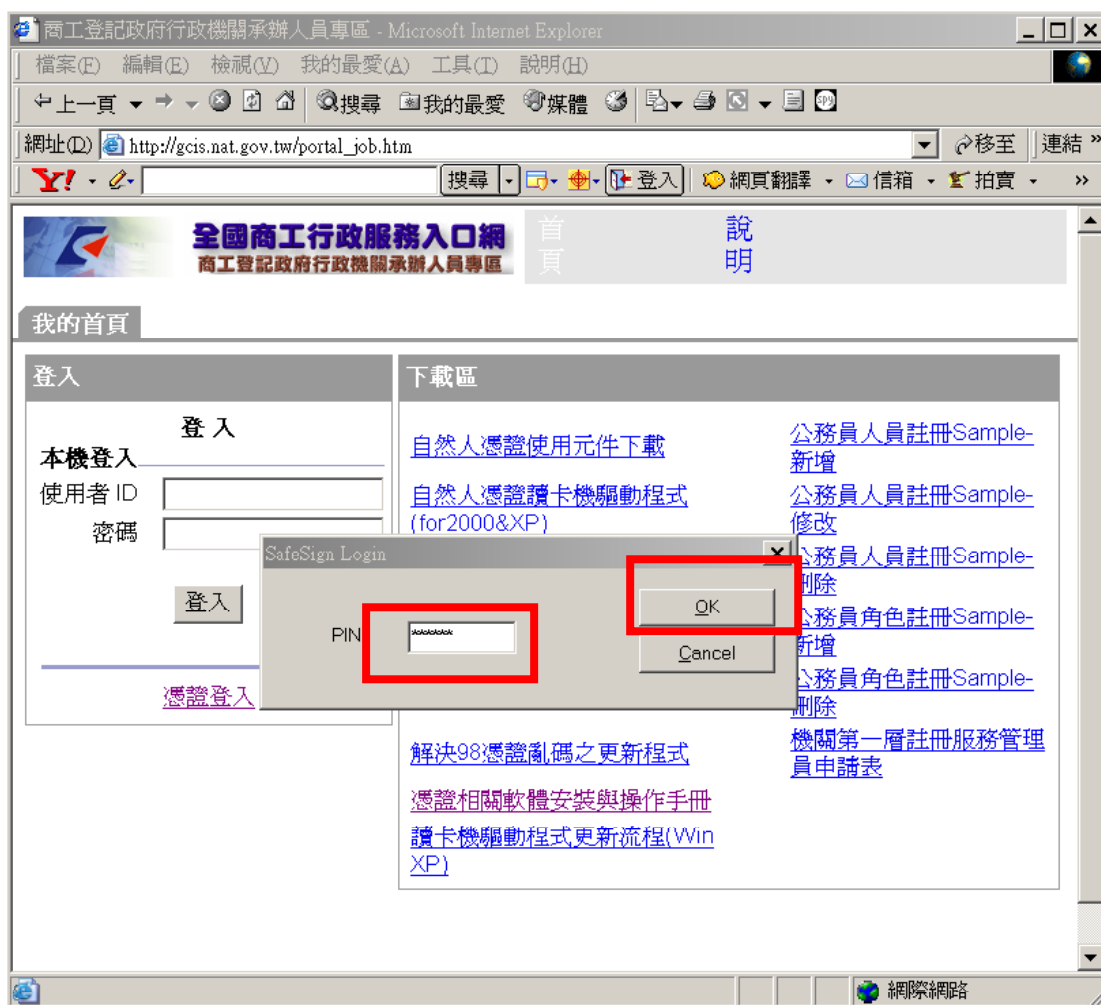 商工登記政府行政機關承辦人員專區 - Microsoft Internet Explorer
檔案(F) 編輯(E) 檢視(V) 我的最愛(A) 工具(T) 說明(H)
上一頁 搜尋 我的最愛 媒體
網址(D) http://gcis.nat.gov.tw/portal_job.htm 移至 連結 »
Y! 搜尋 登入 網頁翻譯 信箱 拍賣 »
全國商工行政服務入口網
商工登記政府行政機關承辦人員專區
首頁
說明
我的首頁
登入
登 入
本機登入
使用者 ID
密碼
登入
憑證登入
下載區
自然人憑證使用元件下載
自然人憑證讀卡機驅動程式
(for2000&XP)
解決98憑證亂碼之更新程式
憑證相關軟體安裝與操作手冊
讀卡機驅動程式更新流程(Win
XP)
公務員人員註冊Sample-
新增
公務員人員註冊Sample-
修改
公務員人員註冊Sample-
刪除
公務員角色註冊Sample-
新增
公務員角色註冊Sample-
刪除
機關第一層註冊服務管理
員申請表
SafeSign Login
PIN
*******
OK
Cancel
網際網路